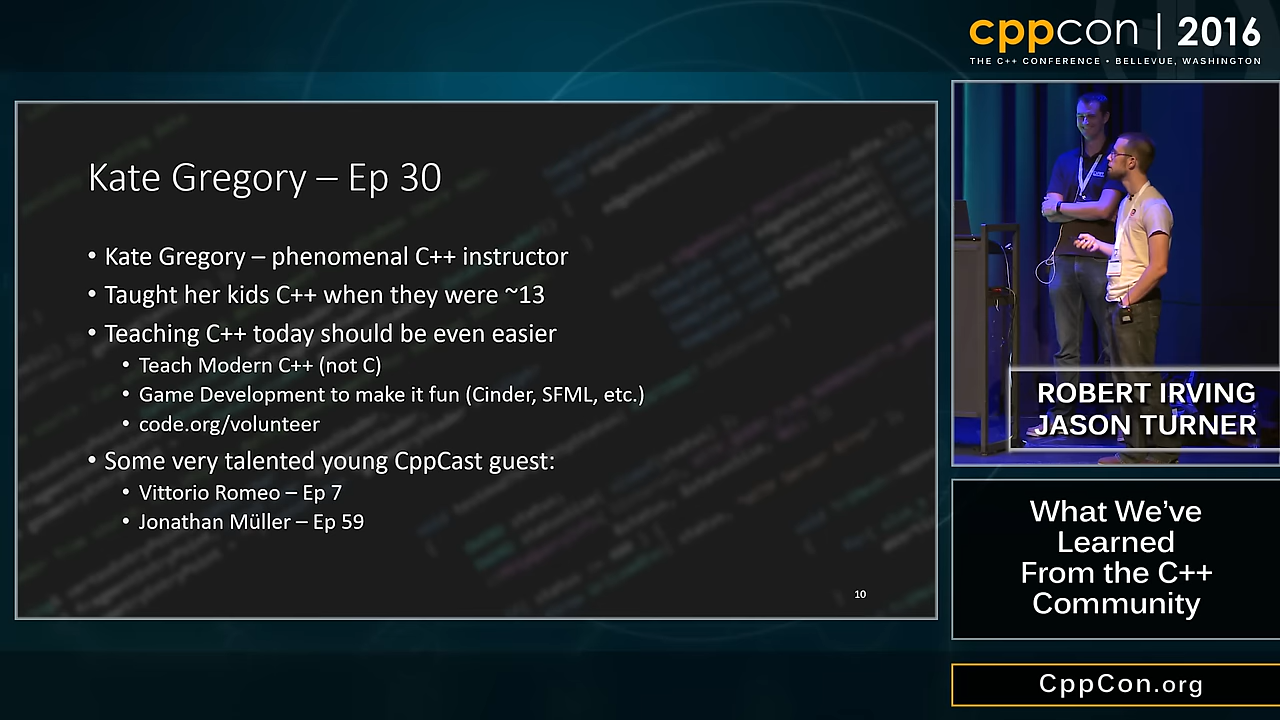 cppcon | 2016
THE C++ CONFERENCE • BELLEVUE, WASHINGTON
Kate Gregory – Ep 30
• Kate Gregory – phenomenal C++ instructor
• Taught her kids C++ when they were ~13
• Teaching C++ today should be even easier
• Teach Modern C++ (not C)
• Game Development to make it fun (Cinder, SFML, etc.)
• code.org/volunteer
• Some very talented young CppCast guest:
• Vittorio Romeo – Ep 7
• Jonathan Müller – Ep 59
10
ROBERT IRVING
JASON TURNER
What We’ve
Learned
From the C++
Community
CppCon.org